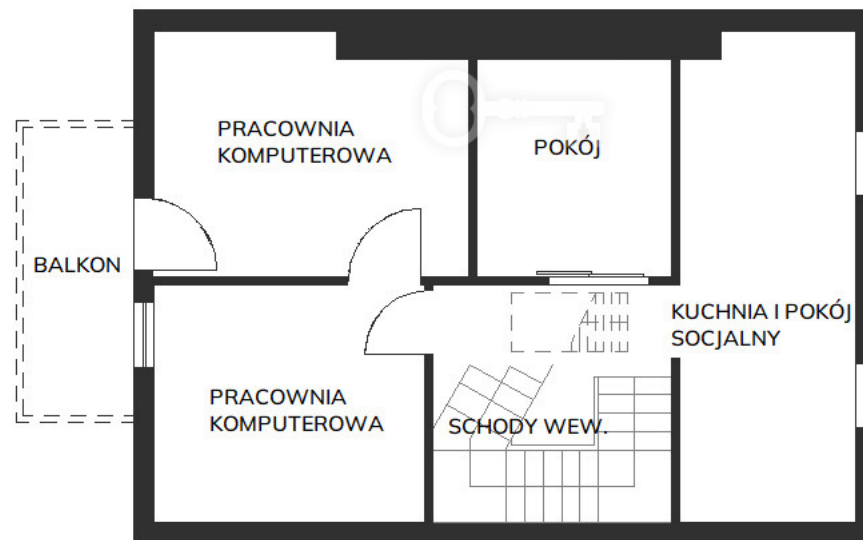 PRACOWNIA
KOMPUTEROWA
POKÓJ
BALKON
KUCHNIA I POKÓJ
SOCJALNY
PRACOWNIA
KOMPUTEROWA
SCHODY WEW.